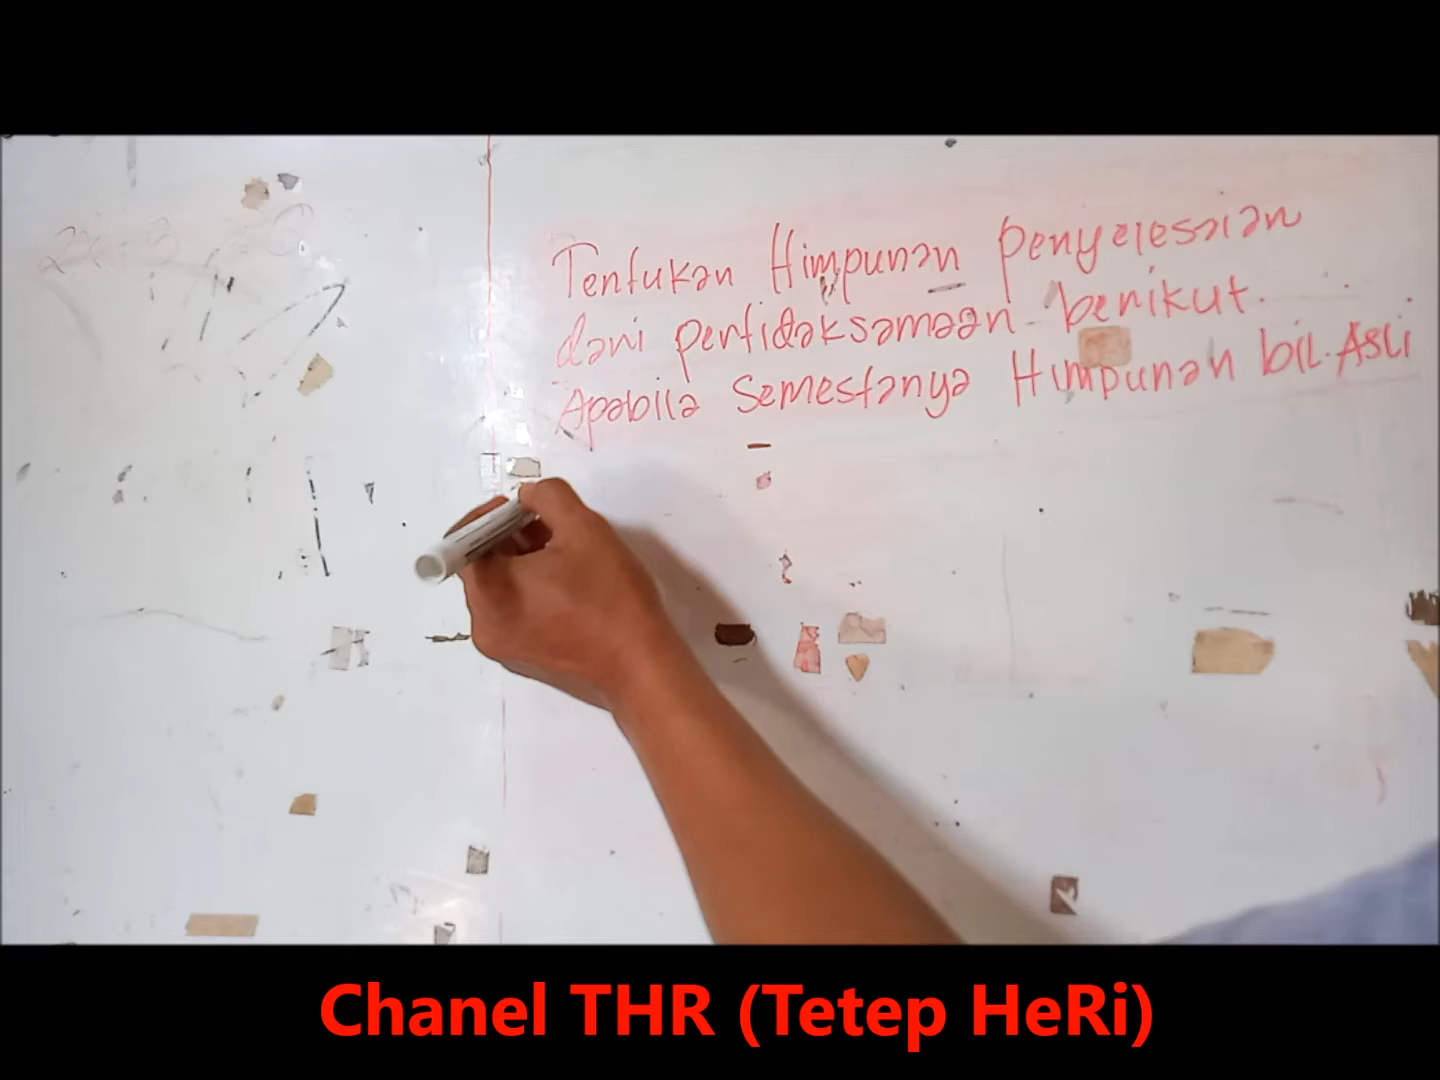 Tentukan Himpunan penyelesaian
dari pertidaksamaan berikut.
Apabila Semestanya Himpunan bil. Asli
Chanel THR (Tetep HeRi)